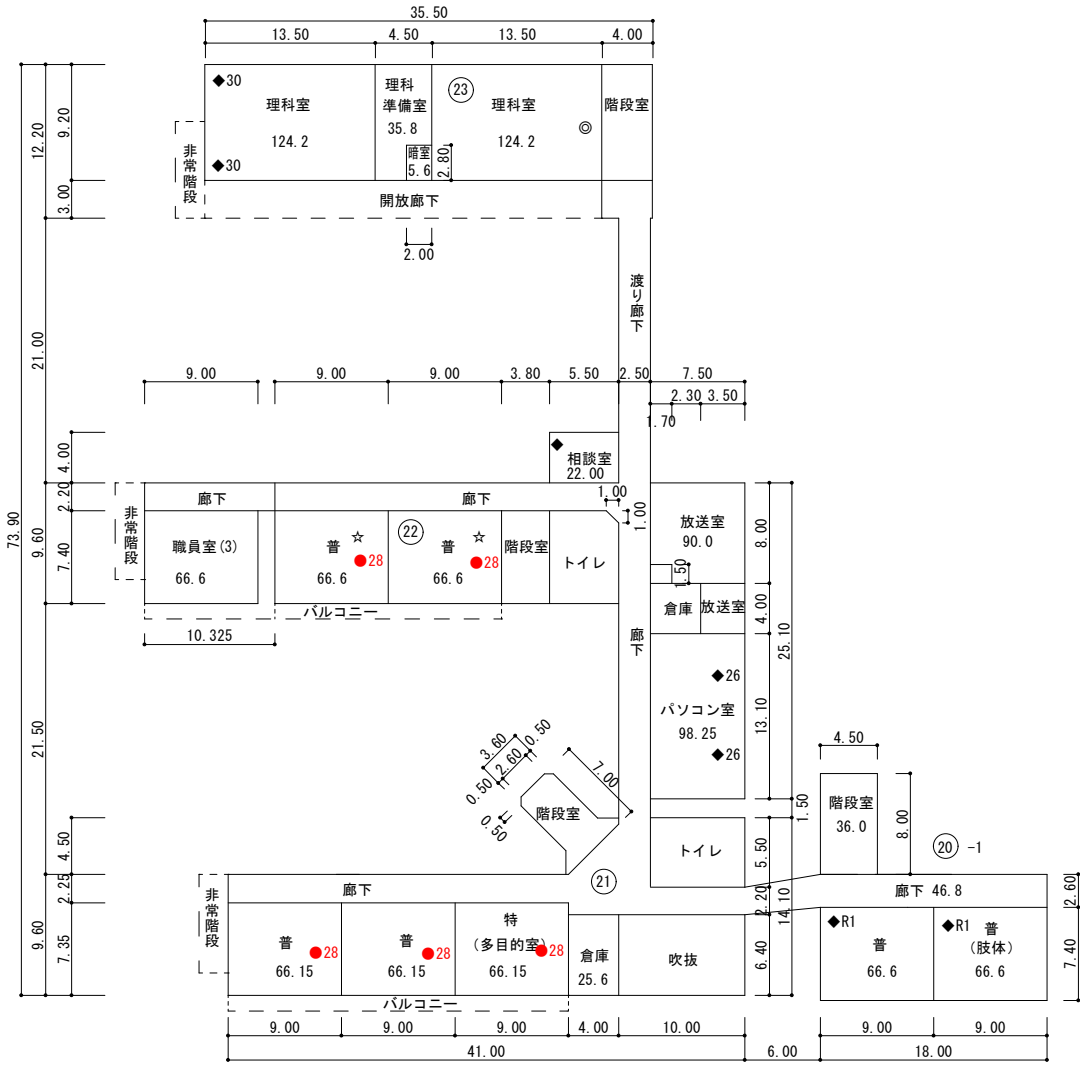 35.50
13.50 4.50 13.50 4.00
◆30
理科
準備室
35.8
㉓
理科室
124.2
理科室
124.2
◎
階段室
◆30
暗室
5.6
2.80
非常階段
開放廊下
2.00
12.20
9.20
3.00
渡り廊下
21.00
73.90
9.00 9.00 9.00 3.80 5.50 2.50 7.50
2.30 3.50
1.70
◆
相談室
22.00
4.00
2.20
9.60
7.40
1.00
1.00
非常階段
廊下
廊下
職員室(3)
66.6
普 ☆
●28
66.6
㉒
普 ☆
●28
66.6
階段室
トイレ
バルコニー
10.325
放送室
90.0
1.50
8.00
倉庫
放送室
4.00
25.10
廊下
◆26
パソコン室
98.25
◆26
13.10
21.50
3.60
0.50
2.60
0.50
0.50
7.00
階段室
4.50
1.50
階段室
36.0
8.00
⑳ -1
トイレ
5.50
4.50
2.25
9.60
7.35
㉑
2.20
14.10
6.40
非常階段
廊下
廊下 46.8
2.60
7.40
普
●28
66.15
普
●28
66.15
特
(多目的室)
●28
66.15
倉庫
25.6
吹抜
◆R1
普
66.6
◆R1 普
(肢体)
66.6
バルコニー
9.00 9.00 9.00 4.00 10.00 9.00 9.00
41.00 6.00 18.00